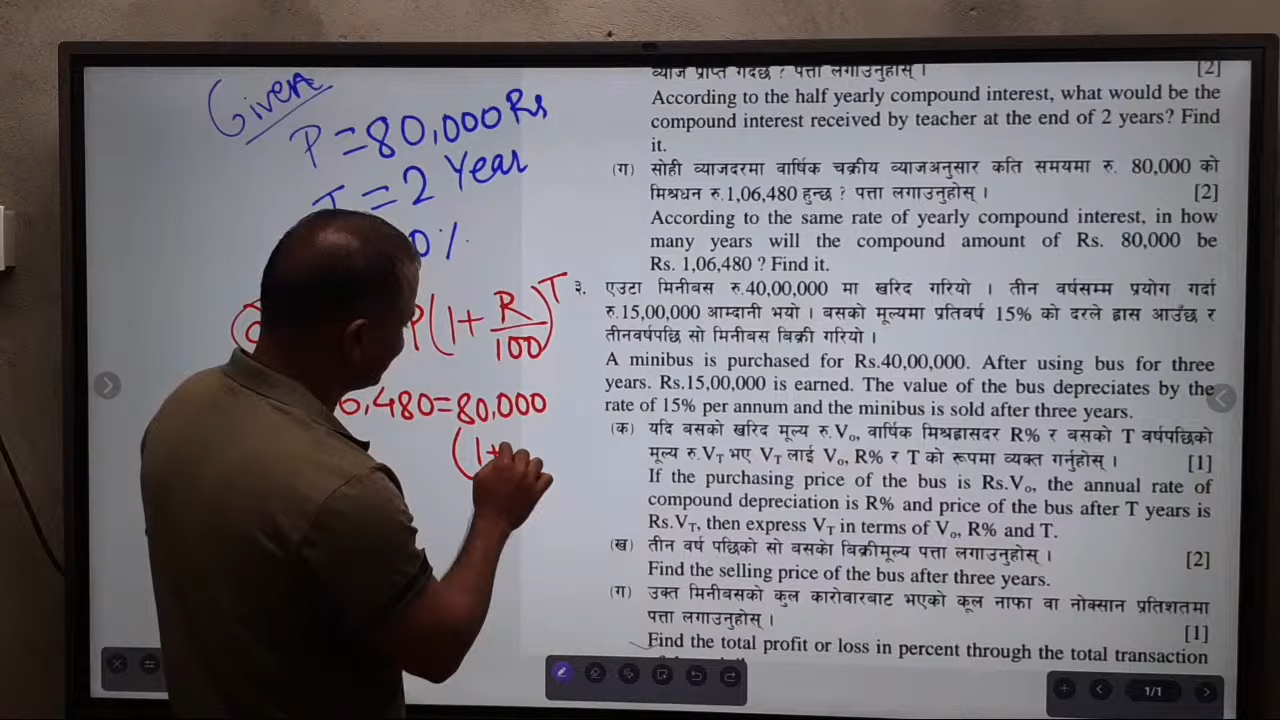 Given
P = 80,000 Rs
T = 2 Year
0%
P(1+R/100)^T
6,480=80,000
(1+
व्याज प्राप्त गर्दछ ? पत्ता लगाउनुहोस् । [2]
According to the half yearly compound interest, what would be the
compound interest received by teacher at the end of 2 years? Find
it.
(ग) सोही व्याजदरमा वार्षिक चक्रीय व्याजअनुसार कति समयमा रु. 80,000 को
मिश्रधन रु.1,06,480 हुन्छ ? पत्ता लगाउनुहोस् । [2]
According to the same rate of yearly compound interest, in how
many years will the compound amount of Rs. 80,000 be
Rs. 1,06,480 ? Find it.
३. एउटा मिनीबस रु.40,00,000 मा खरिद गरियो । तीन वर्षसम्म प्रयोग गर्दा
रु.15,00,000 आम्दानी भयो । बसको मूल्यमा प्रतिवर्ष 15% को दरले ह्रास आउँछ र
तीनवर्षपछि सो मिनीबस बिक्री गरियो ।
A minibus is purchased for Rs.40,00,000. After using bus for three
years. Rs.15,00,000 is earned. The value of the bus depreciates by the
rate of 15% per annum and the minibus is sold after three years.
(क) यदि बसको खरिद मूल्य रु.V₀, वार्षिक मिश्रह्रासदर R% र बसको T वर्षपछिको
मूल्य रु.V_T भए V_T लाई V₀, R% र T को रूपमा व्यक्त गर्नुहोस् । [1]
If the purchasing price of the bus is Rs.V₀, the annual rate of
compound depreciation is R% and price of the bus after T years is
Rs.V_T, then express V_T in terms of V₀, R% and T.
(ख) तीन वर्ष पछिको सो बसको बिक्रीमूल्य पत्ता लगाउनुहोस् । [2]
Find the selling price of the bus after three years.
(ग) उक्त मिनीबसको कुल कारोवारबाट भएको कूल नाफा वा नोक्सान प्रतिशतमा
पत्ता लगाउनुहोस् । [1]
Find the total profit or loss in percent through the total transaction
1/1